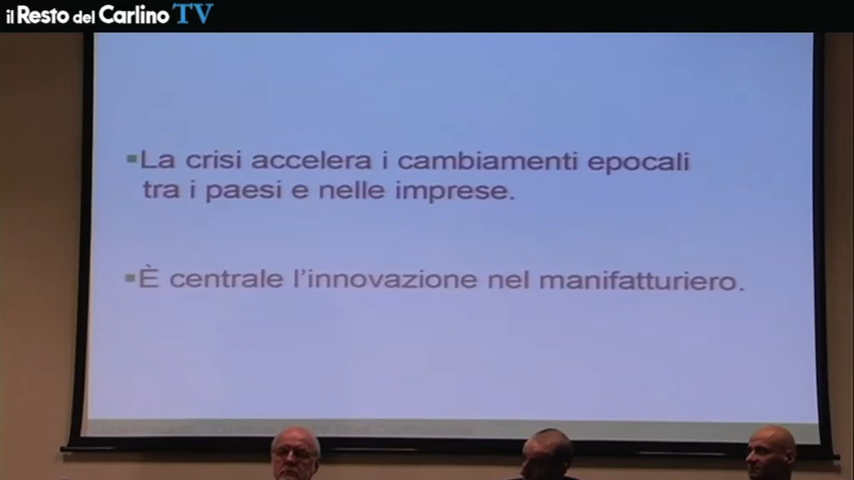 il Resto del Carlino TV
▪La crisi accelera i cambiamenti epocali
tra i paesi e nelle imprese.
▪È centrale l'innovazione nel manifatturiero.